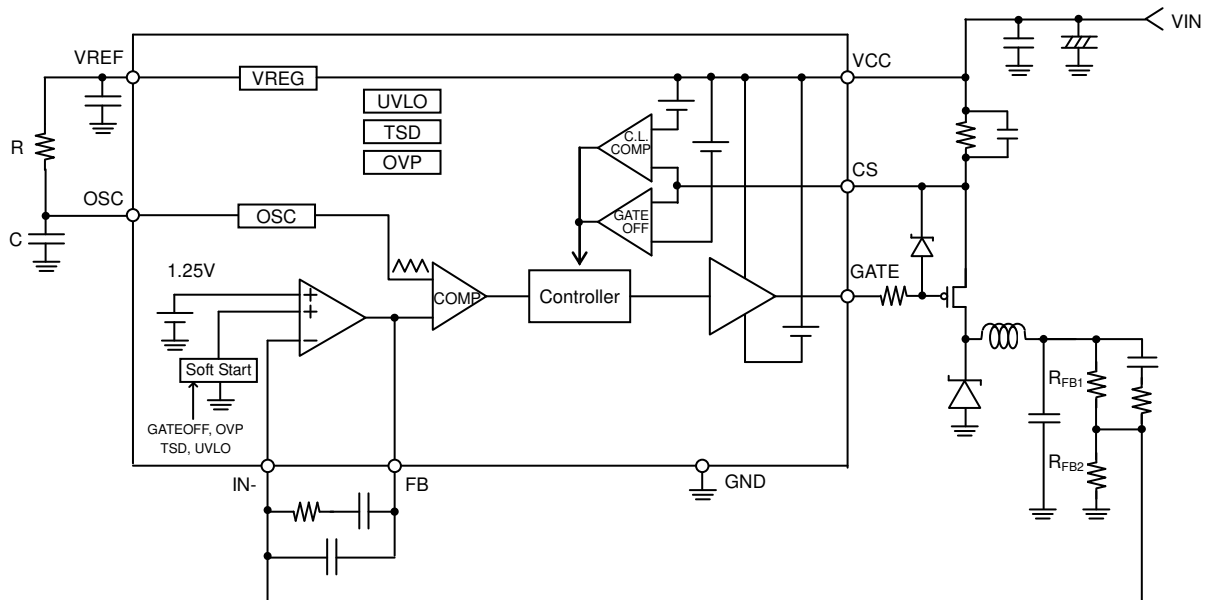 VIN
VREF
VREG
VCC
UVLO
TSD
OVP
C.L.
COMP
R
CS
OSC
OSC
GATE
OFF
C
1.25V
COMP
Controller
GATE
Soft Start
RFB1
GATEOFF, OVP
TSD, UVLO
RFB2
IN-
FB
GND